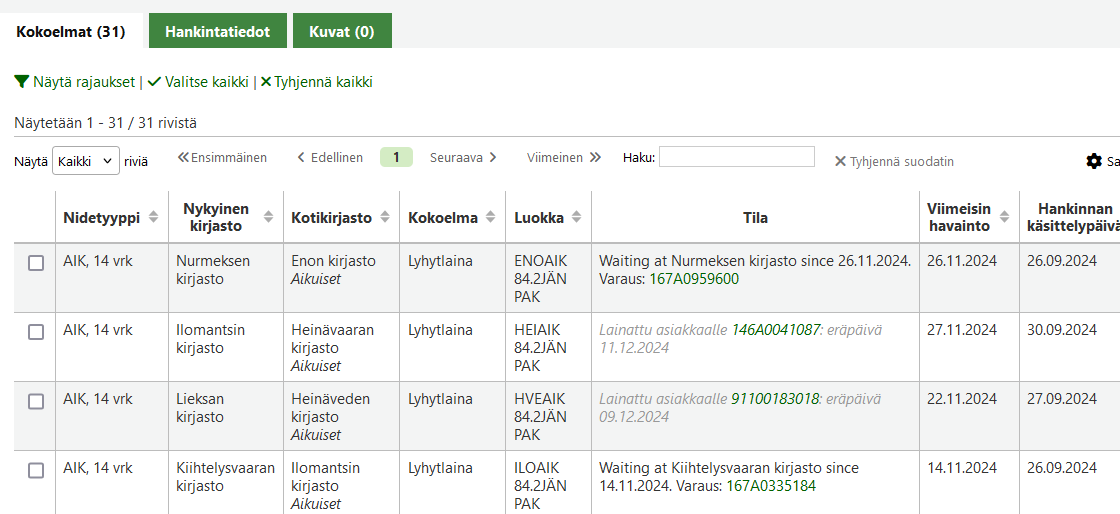 Kokoelmat (31) Hankintatiedot Kuvat (0)
Näytä rajaukset | Valitse kaikki | Tyhjennä kaikki
Näytetään 1 - 31 / 31 rivistä
Näytä Kaikki riviä Ensimmäinen Edellinen 1 Seuraava Viimeinen Haku: Tyhjennä suodatin Sa
Nidetyyppi
Nykyinen
kirjasto
Kotikirjasto
Kokoelma
Luokka
Tila
Viimeisin
havainto
Hankinnan
käsittelypäivä
AIK, 14 vrk
Nurmeksen
kirjasto
Enon kirjasto
Aikuiset
Lyhytlaina
ENOAIK
84.2JÄN
PAK
Waiting at Nurmeksen kirjasto since 26.11.2024.
Varaus: 167A0959600
26.11.2024
26.09.2024
AIK, 14 vrk
Ilomantsin
kirjasto
Heinävaaran
kirjasto
Aikuiset
Lyhytlaina
HEIAIK
84.2JÄN
PAK
Lainattu asiakkaalle 146A0041087: eräpäivä
11.12.2024
27.11.2024
30.09.2024
AIK, 14 vrk
Lieksan
kirjasto
Heinäveden
kirjasto
Aikuiset
Lyhytlaina
HVEAIK
84.2JÄN
PAK
Lainattu asiakkaalle 91100183018: eräpäivä
09.12.2024
22.11.2024
27.09.2024
AIK, 14 vrk
Kiihtelysvaaran
kirjasto
Ilomantsin
kirjasto
Aikuiset
Lyhytlaina
ILOAIK
84.2JÄN
PAK
Waiting at Kiihtelysvaaran kirjasto since
14.11.2024. Varaus: 167A0335184
14.11.2024
26.09.2024